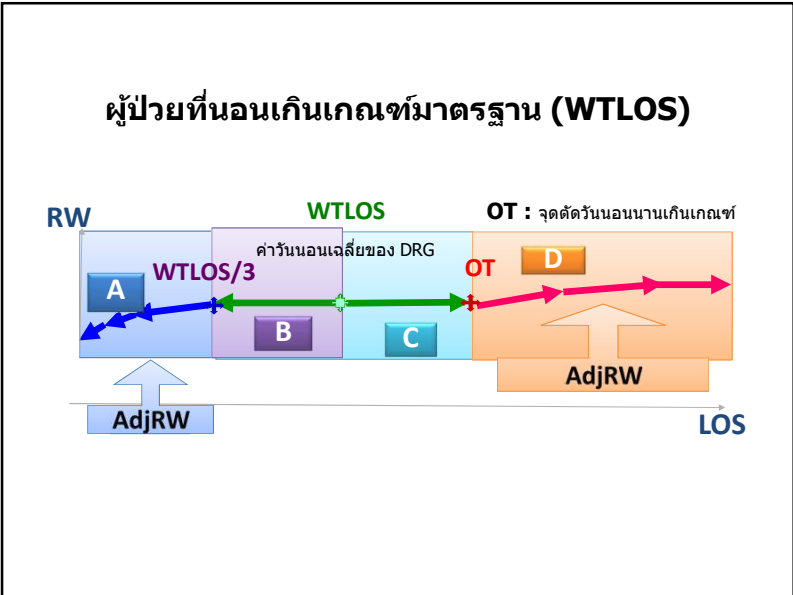 ผู้ป่วยที่นอนเกินเกณฑ์มาตรฐาน (WTLOS)
RW
WTLOS
OT : จุดตัดวันนอนนานเกินเกณฑ์
ค่าวันนอนเฉลี่ยของ DRG
WTLOS/3
OT
D
A
B
C
AdjRW
AdjRW
LOS